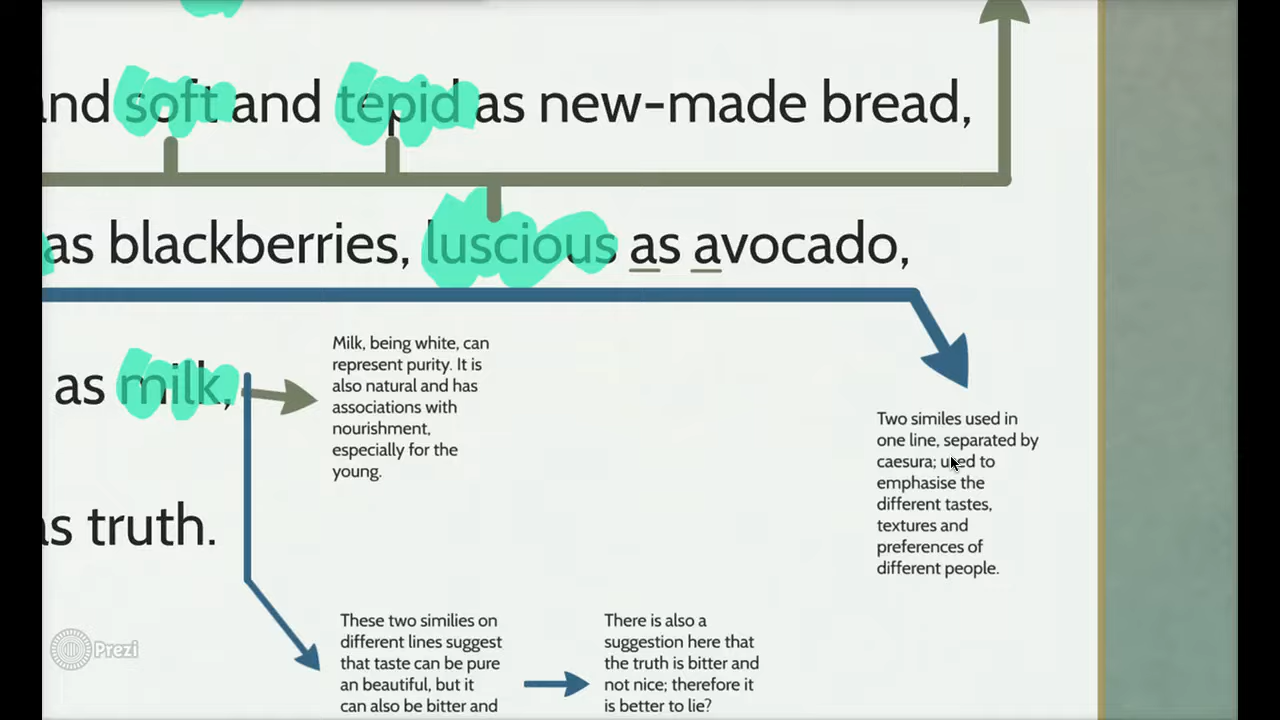 and soft and tepid as new-made bread,
as blackberries, luscious as avocado,
as milk,
as truth.
Milk, being white, can
represent purity. It is
also natural and has
associations with
nourishment,
especially for the
young.
Two similes used in
one line, separated by
caesura; used to
emphasise the
different tastes,
textures and
preferences of
different people.
These two similies on
different lines suggest
that taste can be pure
an beautiful, but it
can also be bitter and
There is also a
suggestion here that
the truth is bitter and
not nice; therefore it
is better to lie?
Prezi